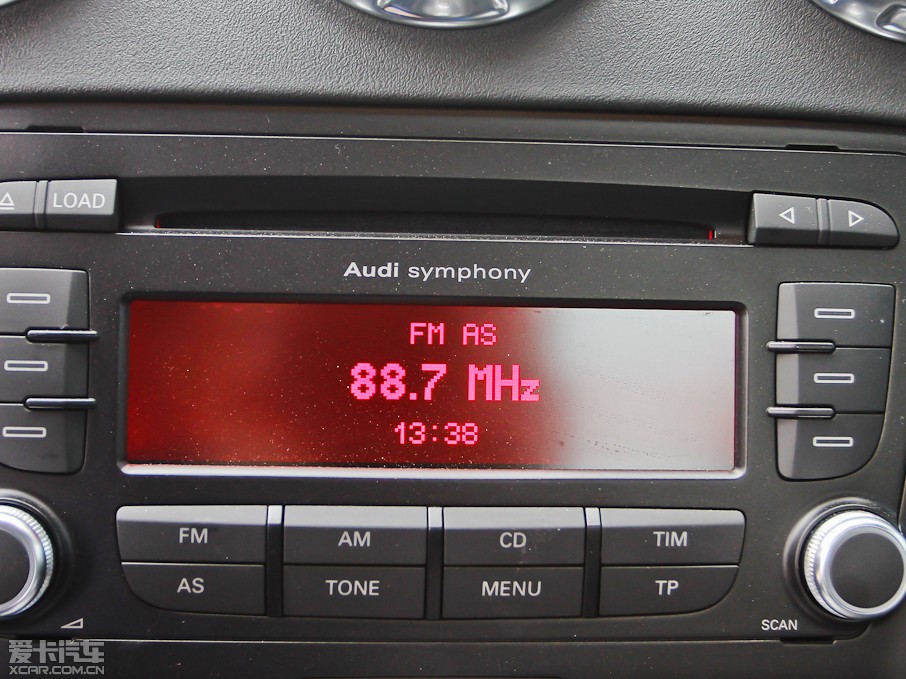 LOAD
Audi symphony
FM AS
88.7 MHz
13:38
FM AM CD TIM
AS TONE MENU TP
SCAN
爱卡汽车
XCAR.COM.CN